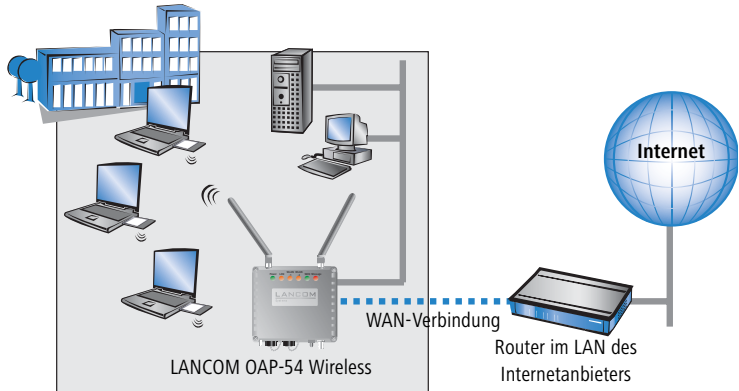 Internet
LANCOM
WAN-Verbindung
LANCOM OAP-54 Wireless
Router im LAN des
Internetanbieters